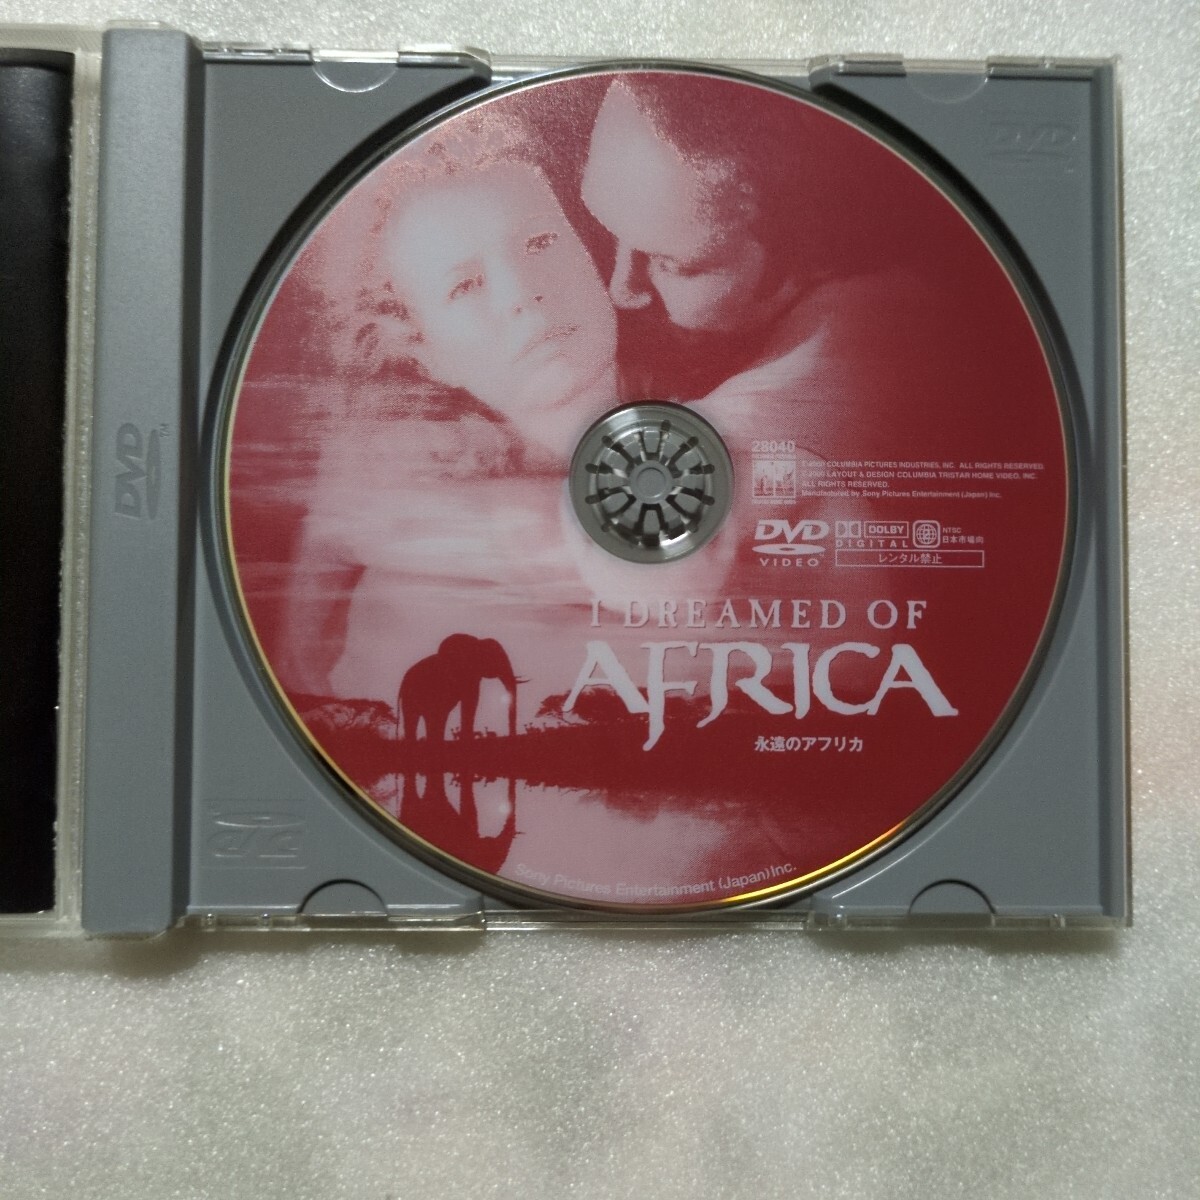 DVD
DVD
DVD
28040
COLUMBIA PICTURES INDUSTRIES, INC. ALL RIGHTS RESERVED.
LAYOUT & DESIGN COLUMBIA TRISTAR HOME VIDEO, INC.
ALL RIGHTS RESERVED.
Manufactured by Sony Pictures Entertainment (Japan) Inc.
DVD
VIDEO
DOLBY
DIGITAL
2
NTSC
日本市場向
レンタル禁止
I DREAMED OF
AFRICA
永遠のアフリカ
Sony Pictures Entertainment (Japan) Inc.